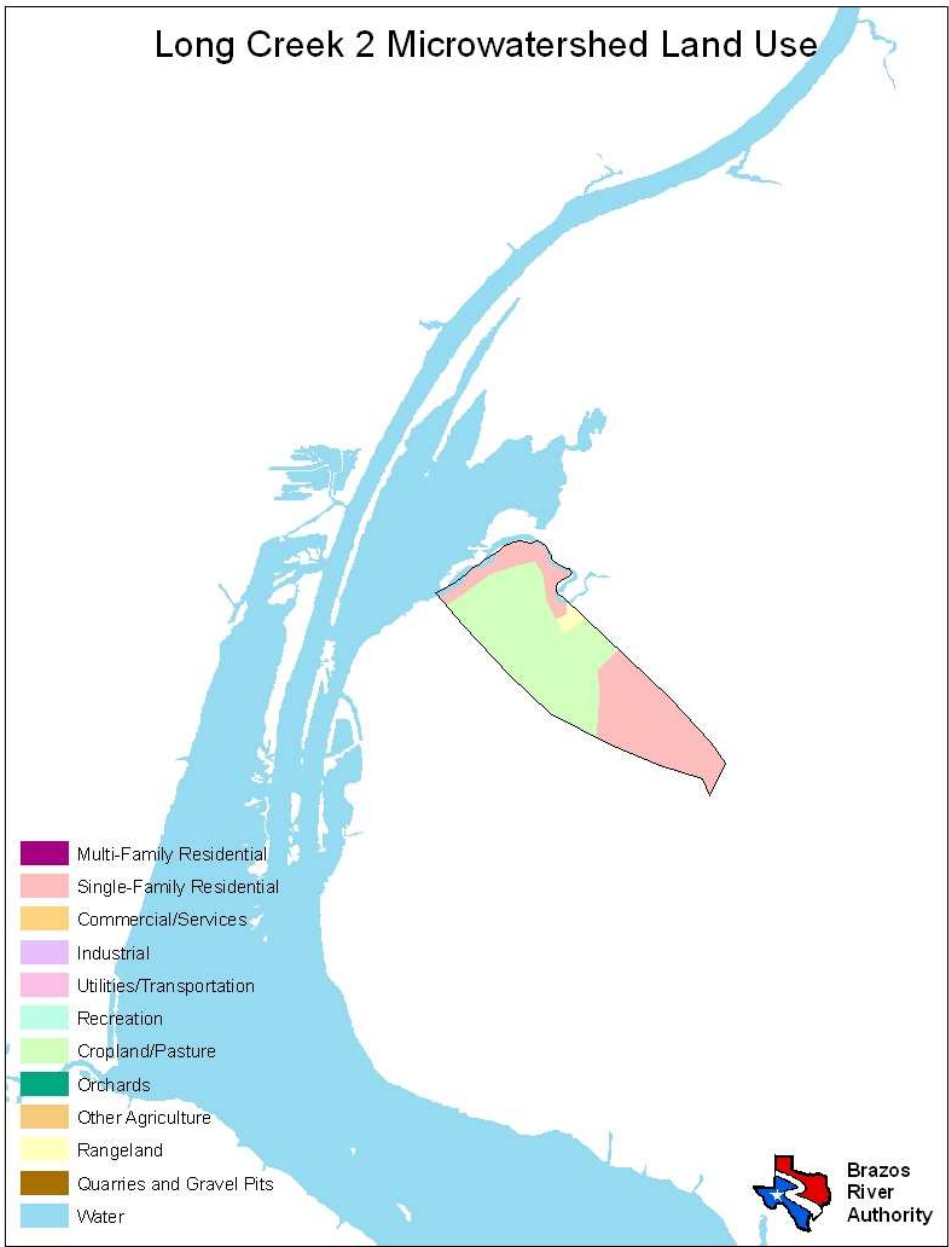 Long Creek 2 Microwatershed Land Use
Multi-Family Residential
Single-Family Residential
Commercial/Services
Industrial
Utilities/Transportation
Recreation
Cropland/Pasture
Orchards
Other Agriculture
Rangeland
Quarries and Gravel Pits
Water
Brazos
River
Authority